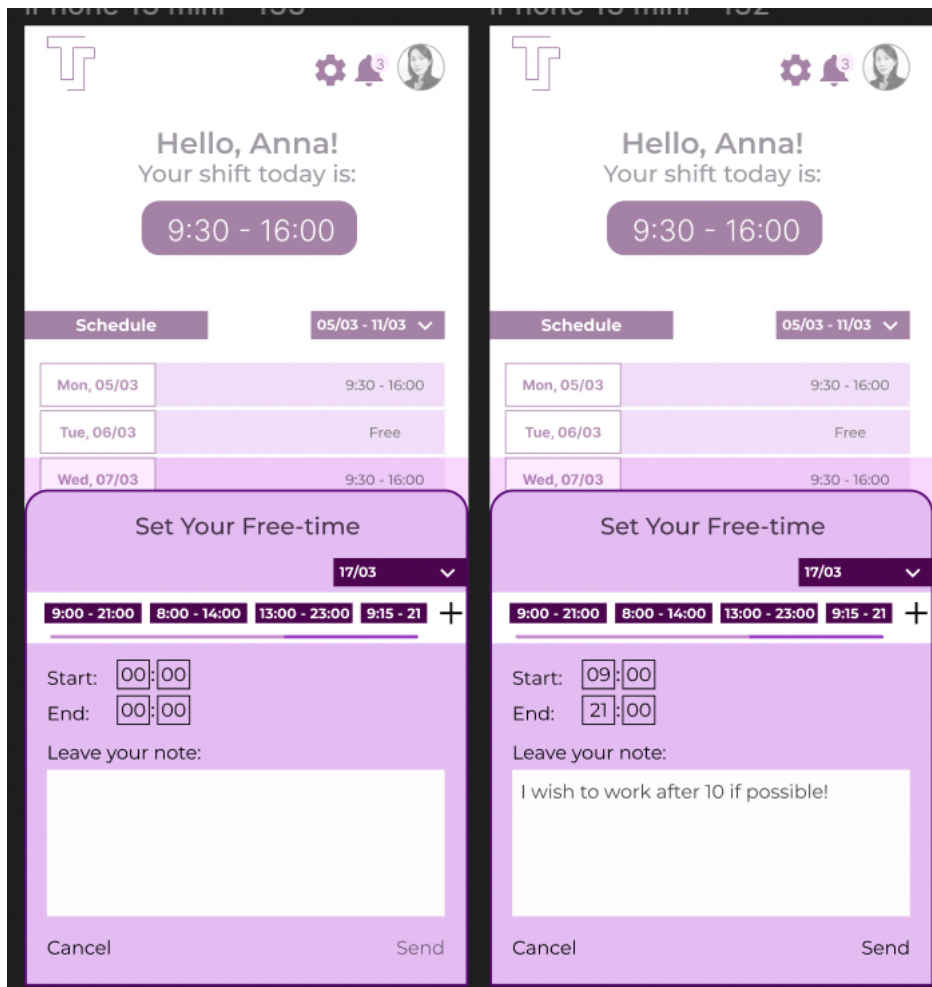 Hello, Anna!
Your shift today is:
9:30 - 16:00
Schedule
05/03 - 11/03
Mon, 05/03
9:30 - 16:00
Tue, 06/03
Free
Wed, 07/03
9:30 - 16:00
Set Your Free-time
17/03
9:00 - 21:00 8:00 - 14:00 13:00 - 23:00 9:15 - 21
Start: 00:00
End: 00:00
Leave your note:
Cancel
Send
3
Hello, Anna!
Your shift today is:
9:30 - 16:00
Schedule
05/03 - 11/03
Mon, 05/03
9:30 - 16:00
Tue, 06/03
Free
Wed, 07/03
9:30 - 16:00
Set Your Free-time
17/03
9:00 - 21:00 8:00 - 14:00 13:00 - 23:00 9:15 - 21
Start: 09:00
End: 21:00
Leave your note:
I wish to work after 10 if possible!
Cancel
Send
3